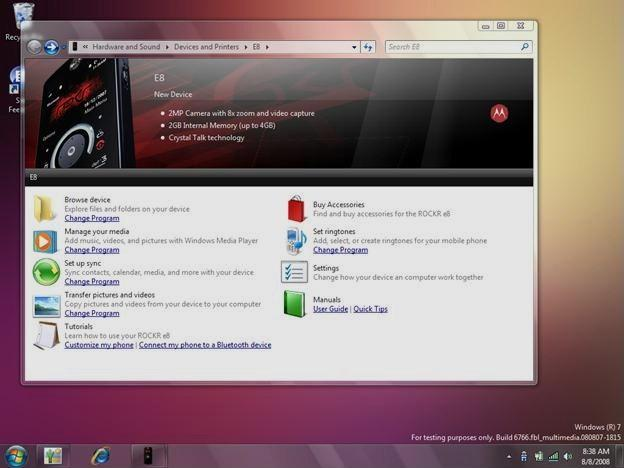 Recyc
« Hardware and Sound ▸ Devices and Printers ▸ E8 ▸
Search E8
E8
New Device
• 2MP Camera with 8x zoom and video capture
• 2GB Internal Memory (up to 4GB)
• Crystal Talk technology
E8
Browse device
Explore files and folders on your device
Change Program
Manage your media
Add music, videos, and pictures with Windows Media Player
Change Program
Set up sync
Sync contacts, calendar, media, and more with your device
Change Program
Transfer pictures and videos
Copy pictures and videos from your device to your computer
Change Program
Tutorials
Learn how to use your ROCKR e8
Customize my phone | Connect my phone to a Bluetooth device
Buy Accessories
Find and buy accessories for the ROCKR e8
Set ringtones
Add, select, or create ringtones for your mobile phone
Change Program
Settings
Change how your device an computer work together
Manuals
User Guide | Quick Tips
Windows (R) 7
For testing purposes only. Build 6766.fbl_multimedia.080807-1815
8:38 AM
8/8/2008